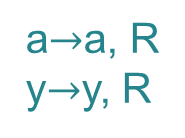 a→a, R
y→y, R